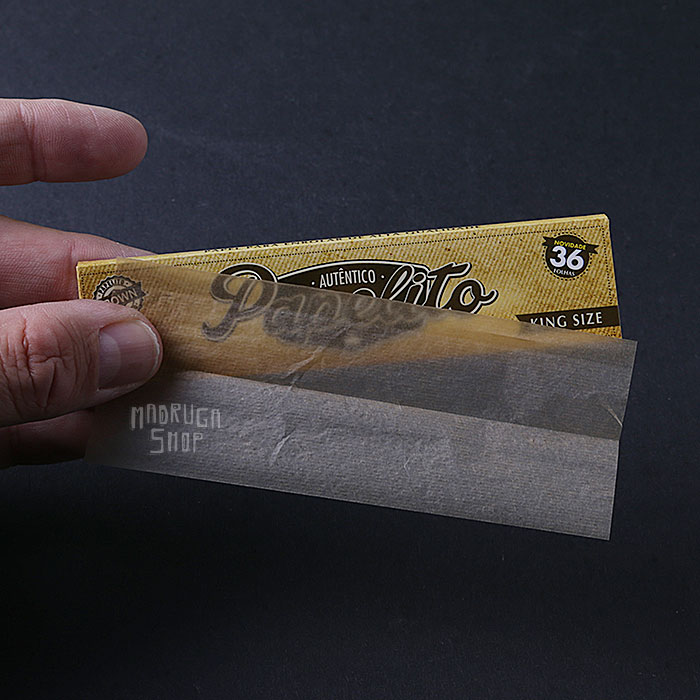 AUTÊNTICO
Papelito
NOVIDADE
36
FOLHAS
KING SIZE
MADRUGA
SHOP